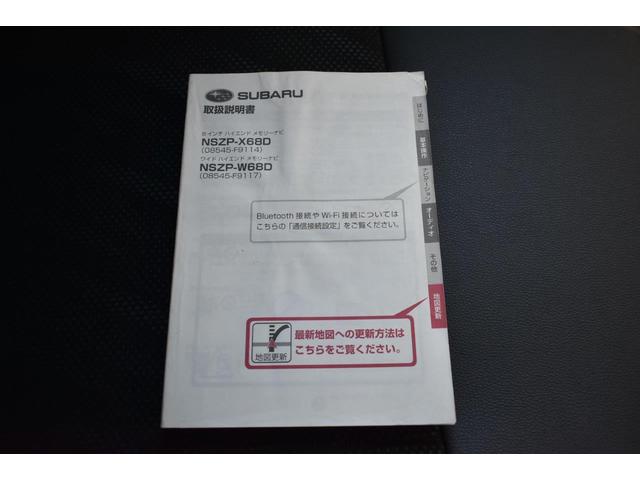 SUBARU
取扱説明書
8インチ ハイエンド メモリーナビ
NSZP-X68D
(08545-F9114)
ワイド ハイエンド メモリーナビ
NSZP-W68D
(08545-F9117)
はじめに
基本操作
ナビゲーション
オーディオ
その他
地図更新
Bluetooth 接続や Wi-Fi 接続については
こちらの「通信接続設定」をご覧ください。
地図更新
最新地図への更新方法は
こちらをご覧ください。